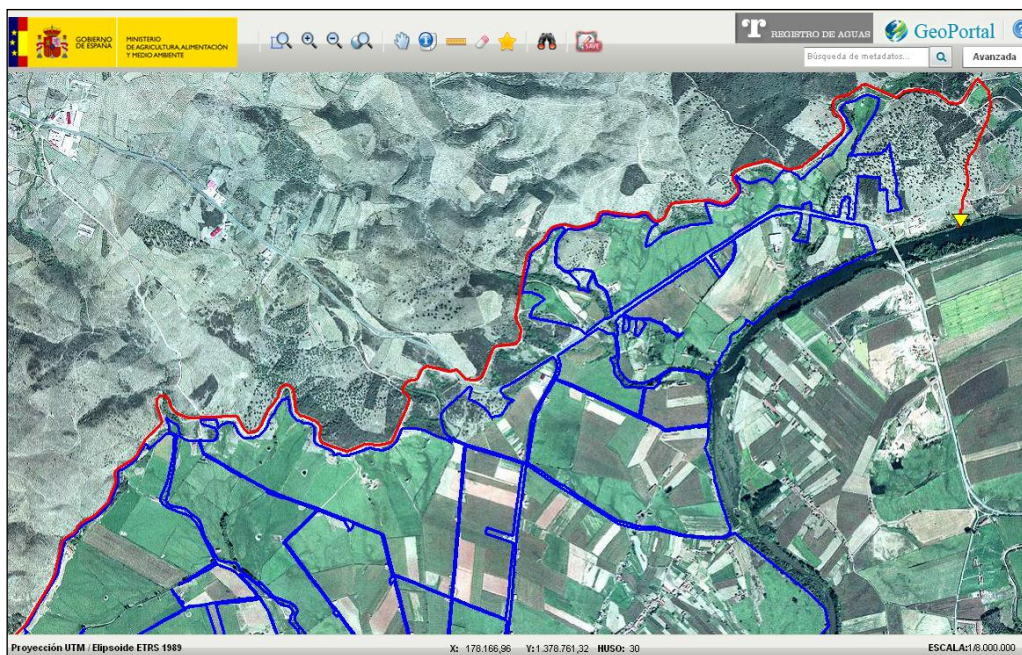 REGISTRO DE AGUAS
GeoPortal
GOBIERNO
DE ESPAÑA
MINISTERIO
DE AGRICULTURA, ALIMENTACIÓN
Y MEDIO AMBIENTE
SAVE
Búsqueda de metadatos...
Avanzada
Proyección UTM / Elipsoide ETRS 1989
X: 178.166,96 Y:1.378.761,32 HUSO: 30
ESCALA:1/8.000.000